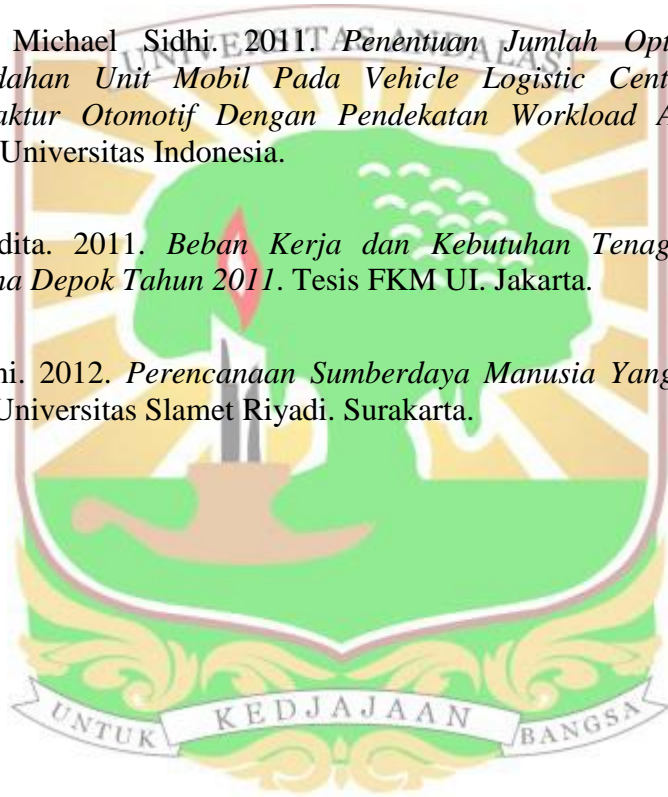 Michael Sidhi. 2011. Penentuan Jumlah Opt
UNIVERSITAS ANDALAS
dahan Unit Mobil Pada Vehicle Logistic Cent
aktur Otomotif Dengan Pendekatan Workload A
Universitas Indonesia.
dita. 2011. Beban Kerja dan Kebutuhan Tenag
na Depok Tahun 2011. Tesis FKM UI. Jakarta.
ni. 2012. Perencanaan Sumberdaya Manusia Yang
Universitas Slamet Riyadi. Surakarta.
UNTUK KEDJAJAAN BANGSA